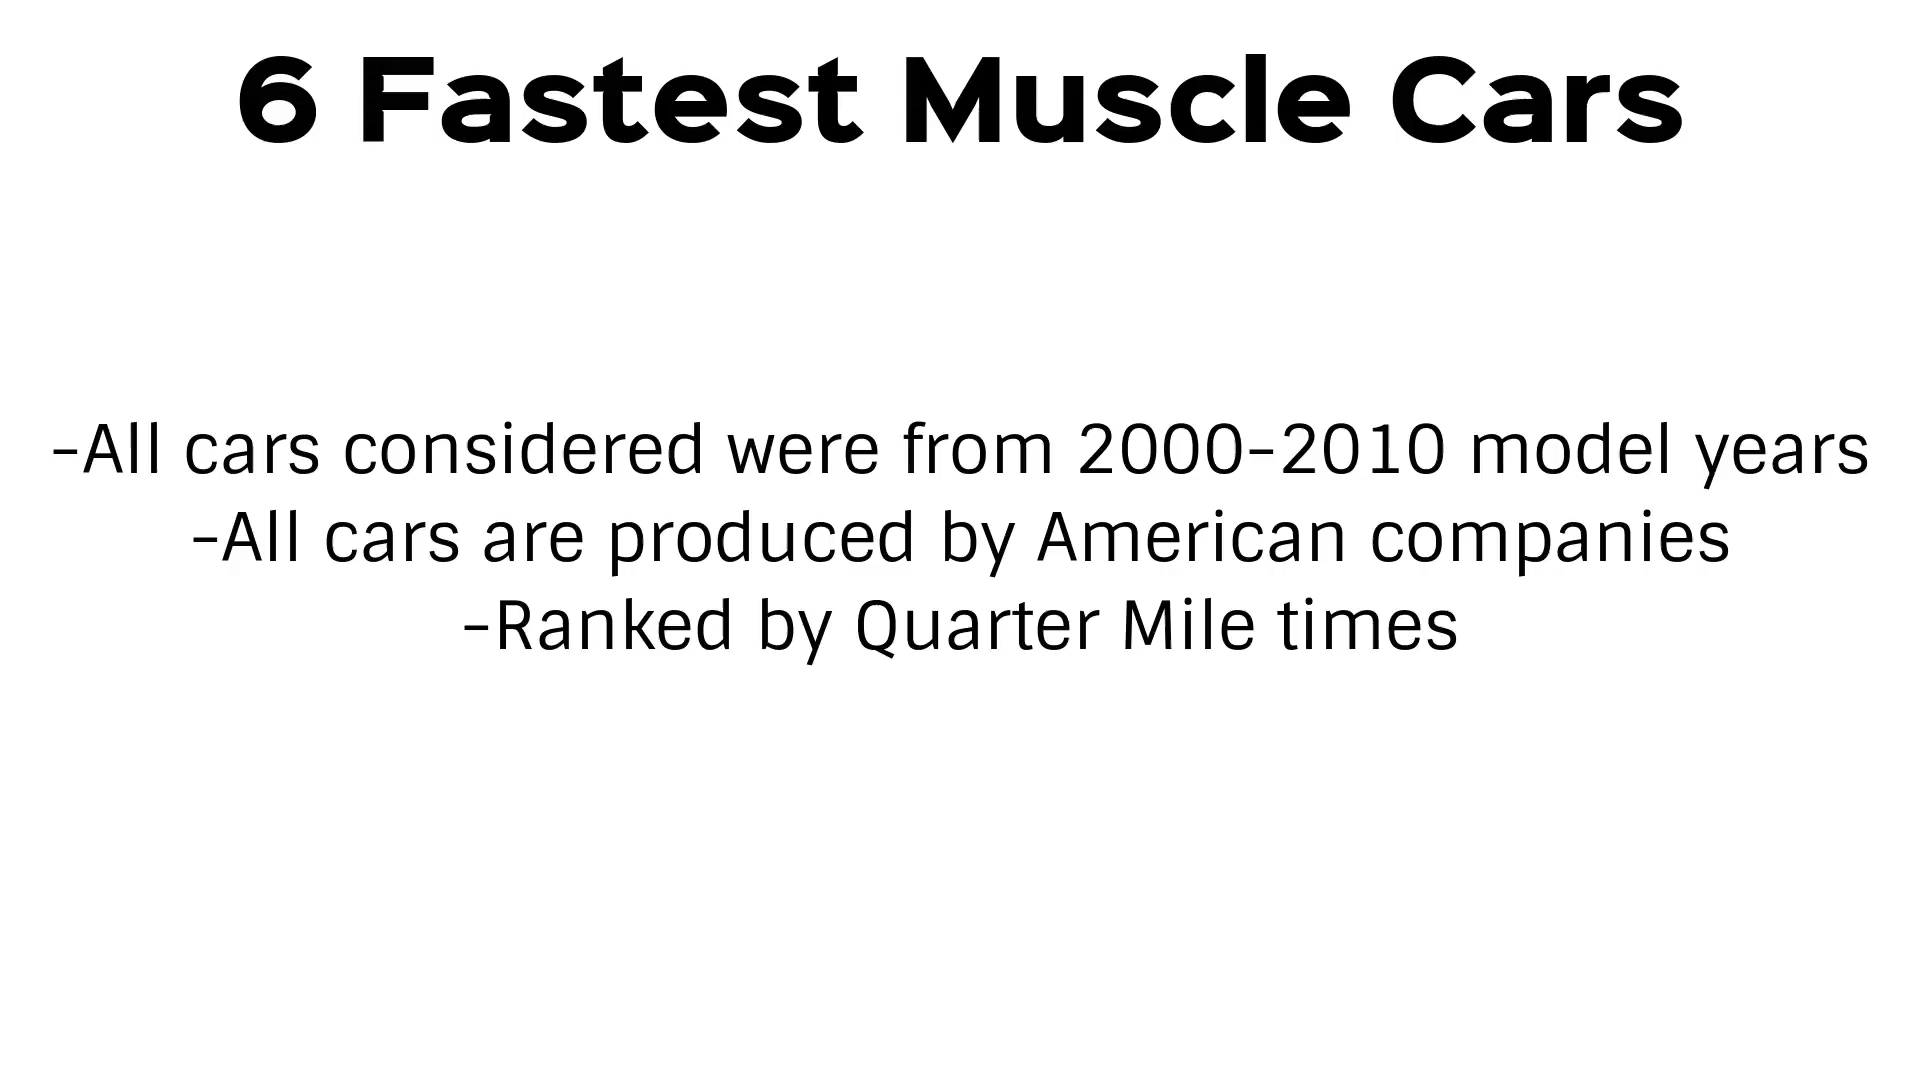 6 Fastest Muscle Cars
-All cars considered were from 2000-2010 model years
-All cars are produced by American companies
-Ranked by Quarter Mile times